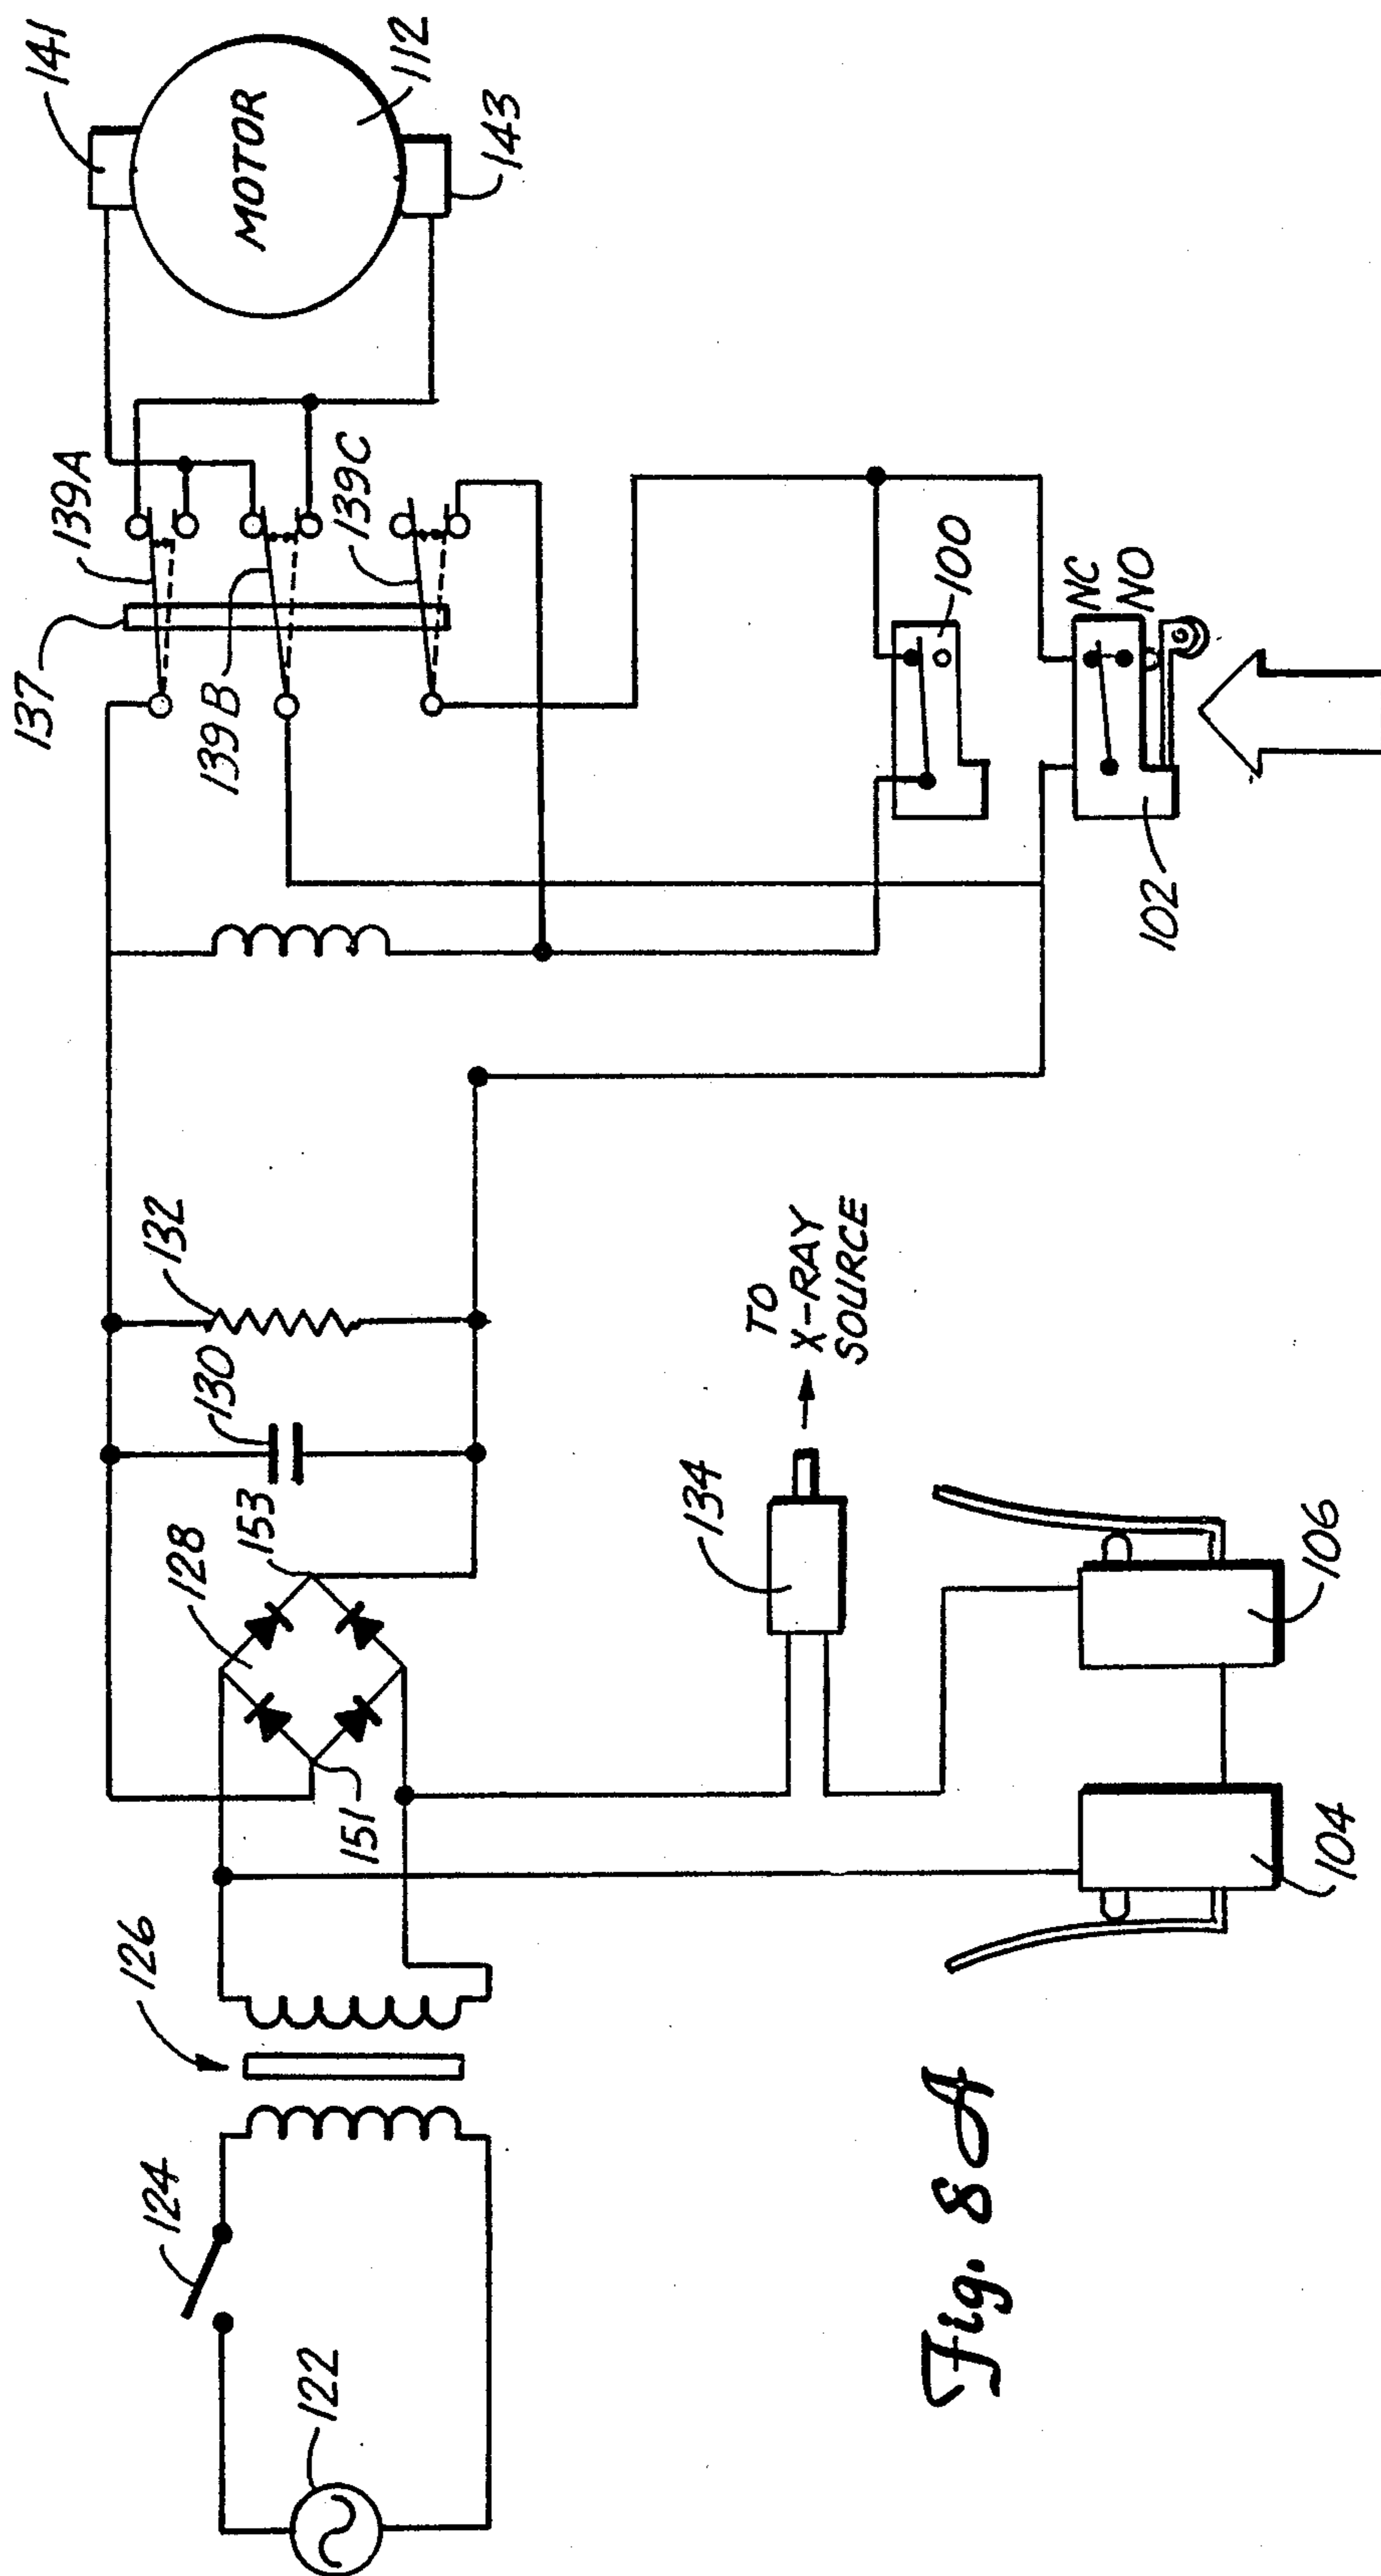 122
124
126
128
151
153
130
132
134
TO
X-RAY
SOURCE
104
106
137
139A
139B
139C
141
MOTOR
112
143
100
NC
NO
102
Fig. 8A